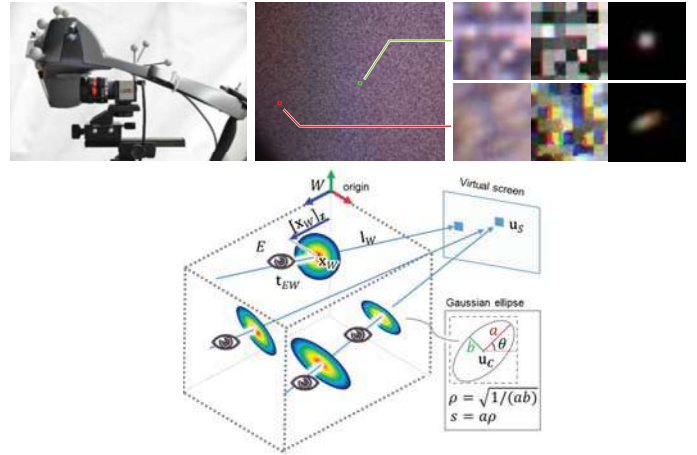 W
origin
[x_W]_z
Virtual screen
E
l_W
u_S
x_W
t_EW
Gaussian ellipse
a
b
θ
u_C
ρ = √1/(ab)
s = aρ